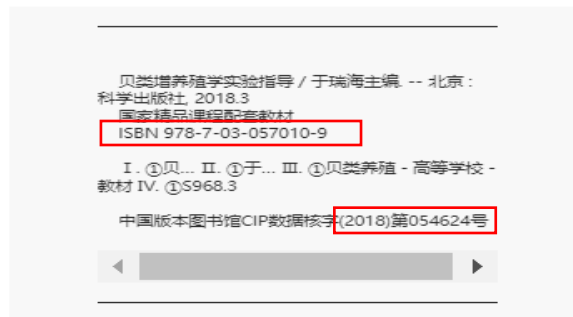 贝类增养殖学实验指导 / 于瑞海主编. -- 北京 :
科学出版社, 2018.3
国家精品课程配套教材
ISBN 978-7-03-057010-9
Ⅰ. ①贝... Ⅱ. ①于... Ⅲ. ①贝类养殖 - 高等学校 -
教材 IV. ①S968.3
中国版本图书馆CIP数据核字(2018)第054624号